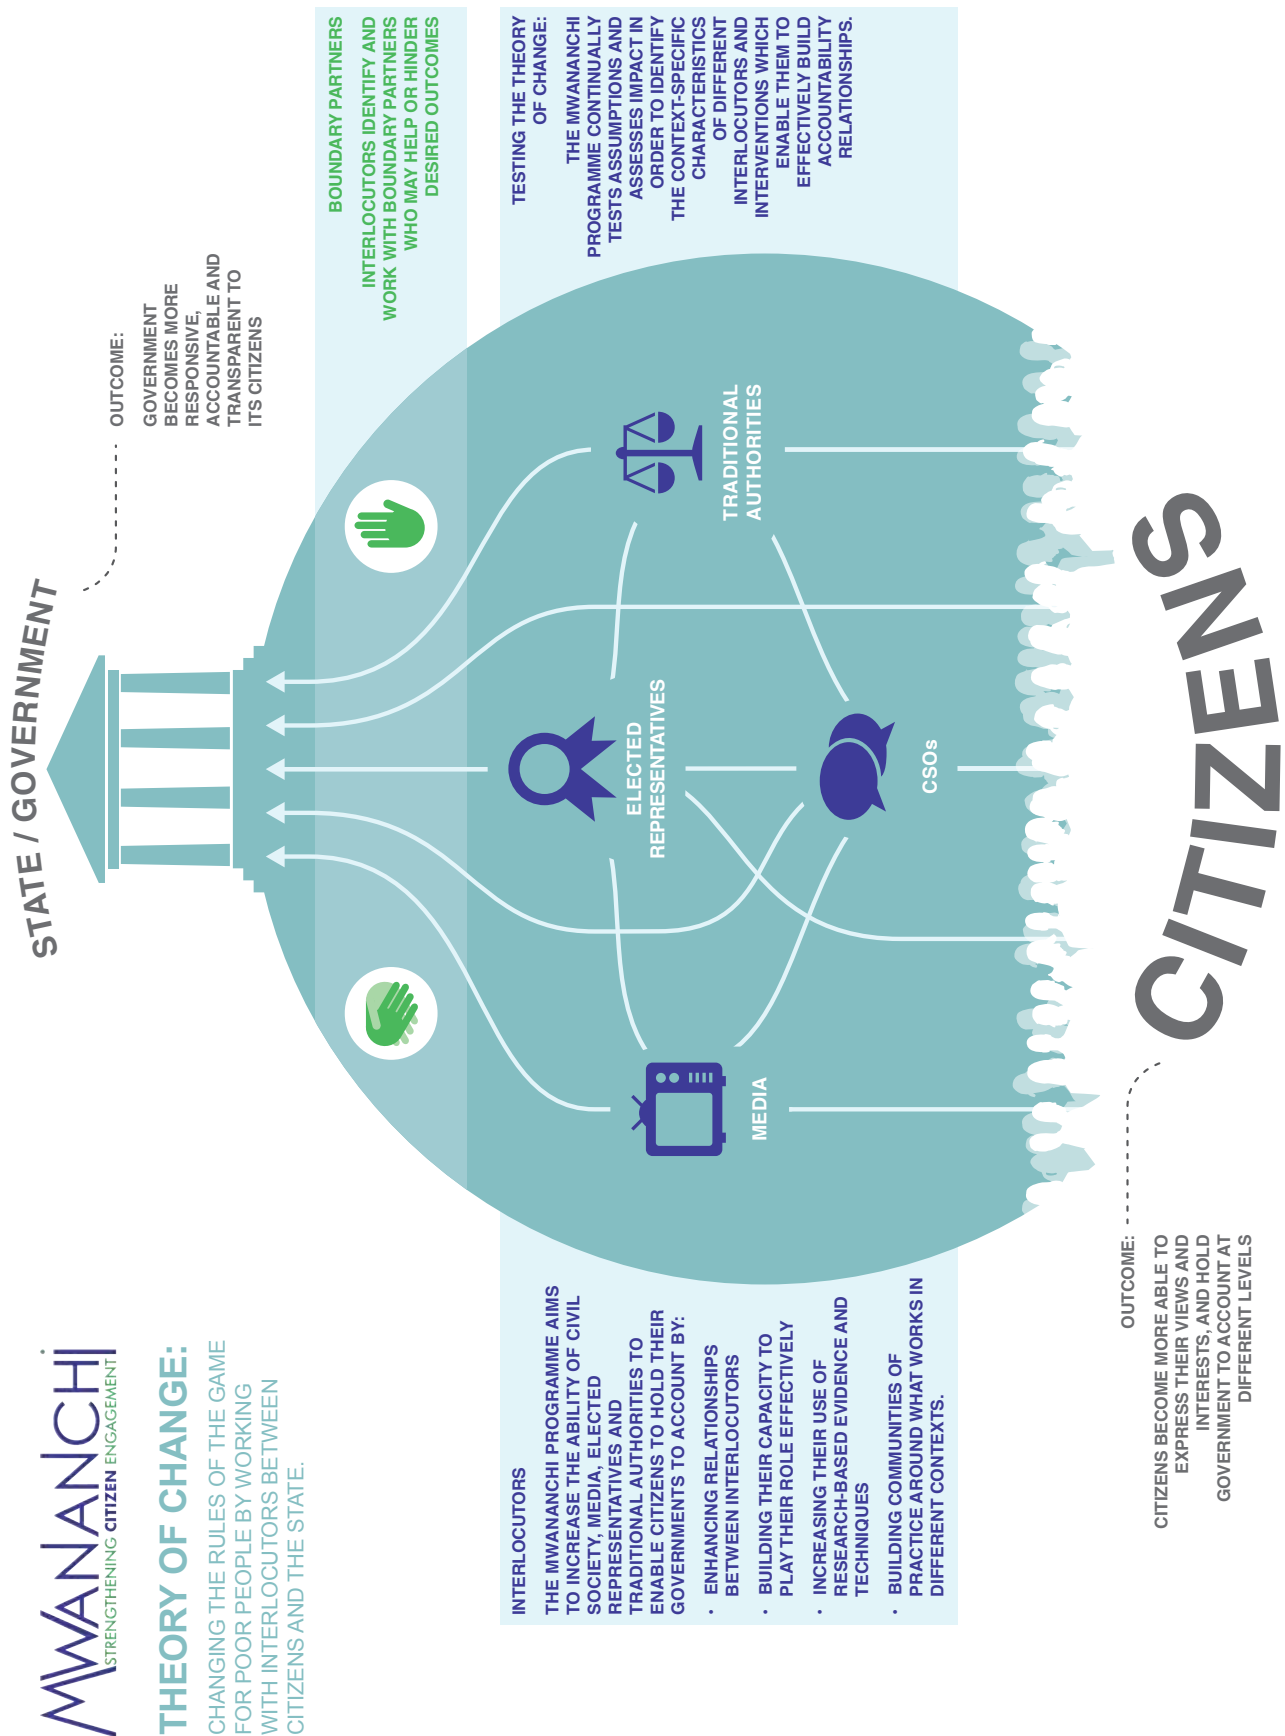 MWANANCHI
STRENGTHENING CITIZEN ENGAGEMENT
THEORY OF CHANGE:
CHANGING THE RULES OF THE GAME
FOR POOR PEOPLE BY WORKING
WITH INTERLOCUTORS BETWEEN
CITIZENS AND THE STATE.
STATE / GOVERNMENT
OUTCOME:
GOVERNMENT
BECOMES MORE
RESPONSIVE,
ACCOUNTABLE AND
TRANSPARENT TO
ITS CITIZENS
BOUNDARY PARTNERS
INTERLOCUTORS IDENTIFY AND
WORK WITH BOUNDARY PARTNERS
WHO MAY HELP OR HINDER
DESIRED OUTCOMES
INTERLOCUTORS
THE MWANANCHI PROGRAMME AIMS
TO INCREASE THE ABILITY OF CIVIL
SOCIETY, MEDIA, ELECTED
REPRESENTATIVES AND
TRADITIONAL AUTHORITIES TO
ENABLE CITIZENS TO HOLD THEIR
GOVERNMENTS TO ACCOUNT BY:
• ENHANCING RELATIONSHIPS
BETWEEN INTERLOCUTORS
• BUILDING THEIR CAPACITY TO
PLAY THEIR ROLE EFFECTIVELY
• INCREASING THEIR USE OF
RESEARCH-BASED EVIDENCE AND
TECHNIQUES
• BUILDING COMMUNITIES OF
PRACTICE AROUND WHAT WORKS IN
DIFFERENT CONTEXTS.
ELECTED
REPRESENTATIVES
MEDIA
TRADITIONAL
AUTHORITIES
CSOs
TESTING THE THEORY
OF CHANGE:
THE MWANANCHI
PROGRAMME CONTINUALLY
TESTS ASSUMPTIONS AND
ASSESSES IMPACT IN
ORDER TO IDENTIFY
THE CONTEXT-SPECIFIC
CHARACTERISTICS
OF DIFFERENT
INTERLOCUTORS AND
INTERVENTIONS WHICH
ENABLE THEM TO
EFFECTIVELY BUILD
ACCOUNTABILITY
RELATIONSHIPS.
OUTCOME:
CITIZENS BECOME MORE ABLE TO
EXPRESS THEIR VIEWS AND
INTERESTS, AND HOLD
GOVERNMENT TO ACCOUNT AT
DIFFERENT LEVELS
CITIZENS